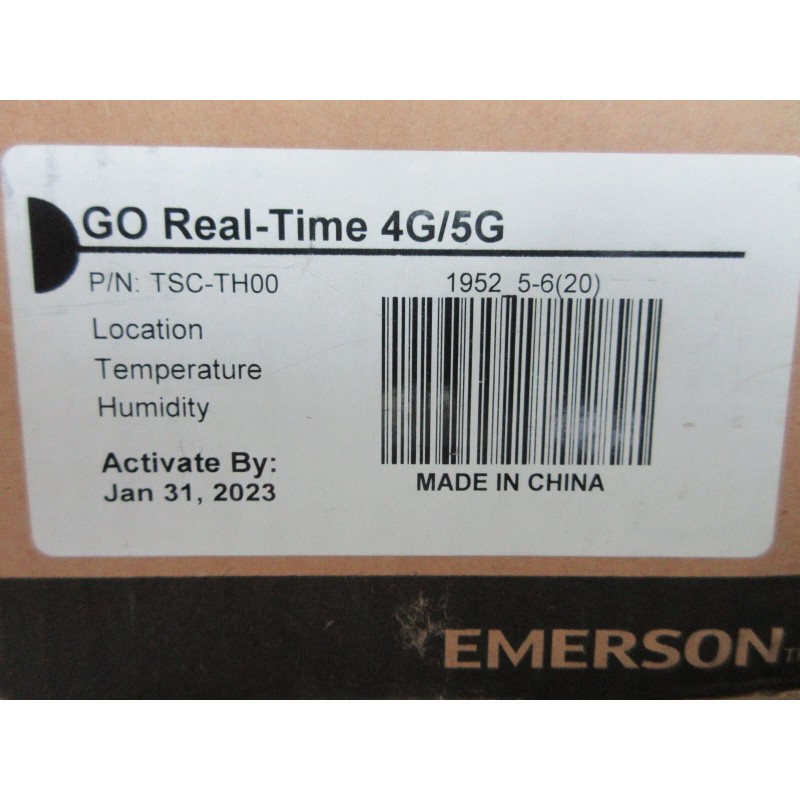 GO Real-Time 4G/5G
P/N: TSC-TH00
1952_5-6(20)
Location
Temperature
Humidity
Activate By:
Jan 31, 2023
MADE IN CHINA
EMERSON